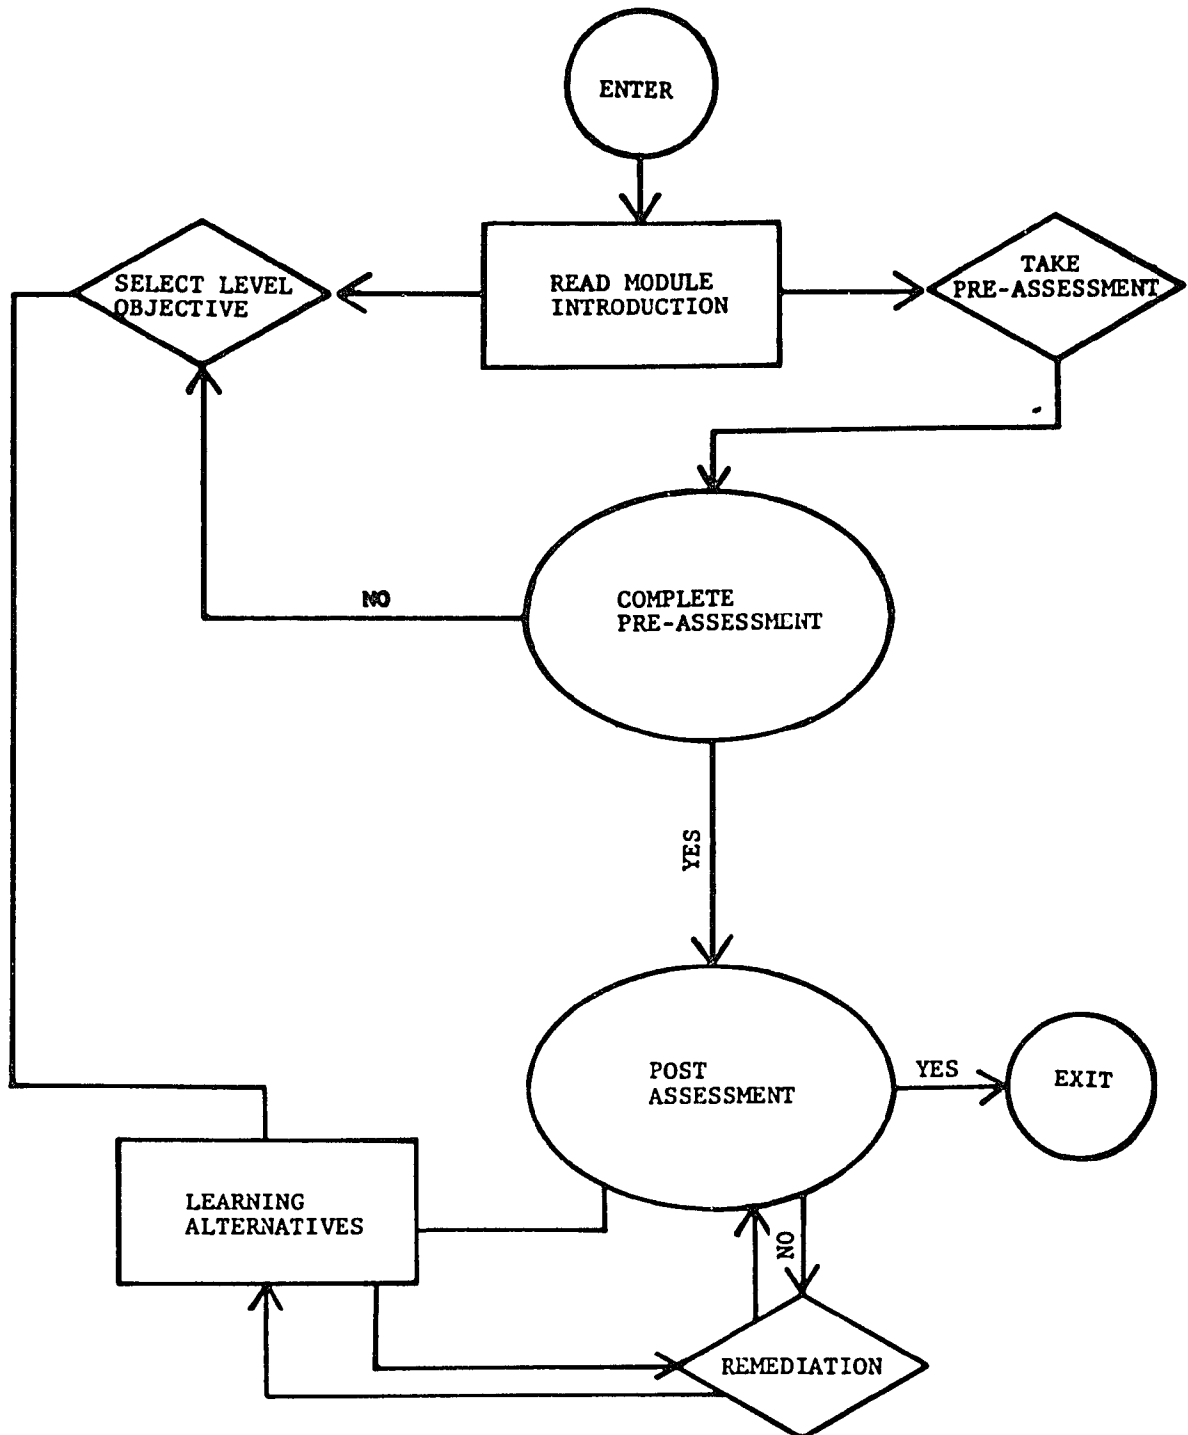 ENTER
SELECT LEVEL
OBJECTIVE
READ MODULE
INTRODUCTION
TAKE
PRE-ASSESSMENT
NO
COMPLETE
PRE-ASSESSMENT
YES
POST
ASSESSMENT
YES
EXIT
LEARNING
ALTERNATIVES
NO
REMEDIATION